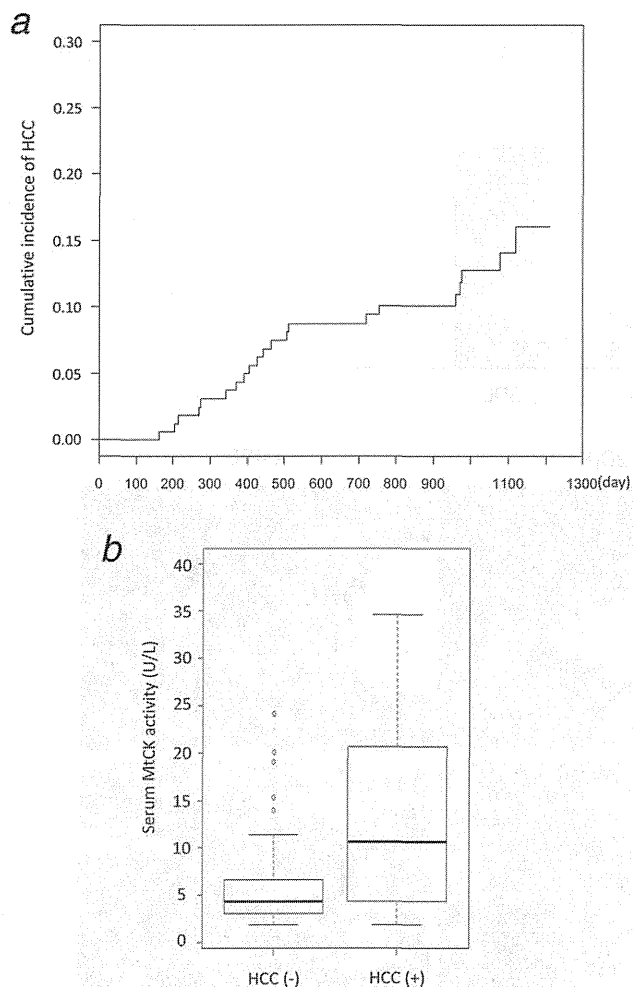 a
Cumulative incidence of HCC
0.30
0.25
0.20
0.15
0.10
0.05
0.00
0 100 200 300 400 500 600 700 800 900 1100 1300(day)
b
Serum MtCK activity (U/L)
40
35
30
25
20
15
10
5
0
HCC (-) HCC (+)